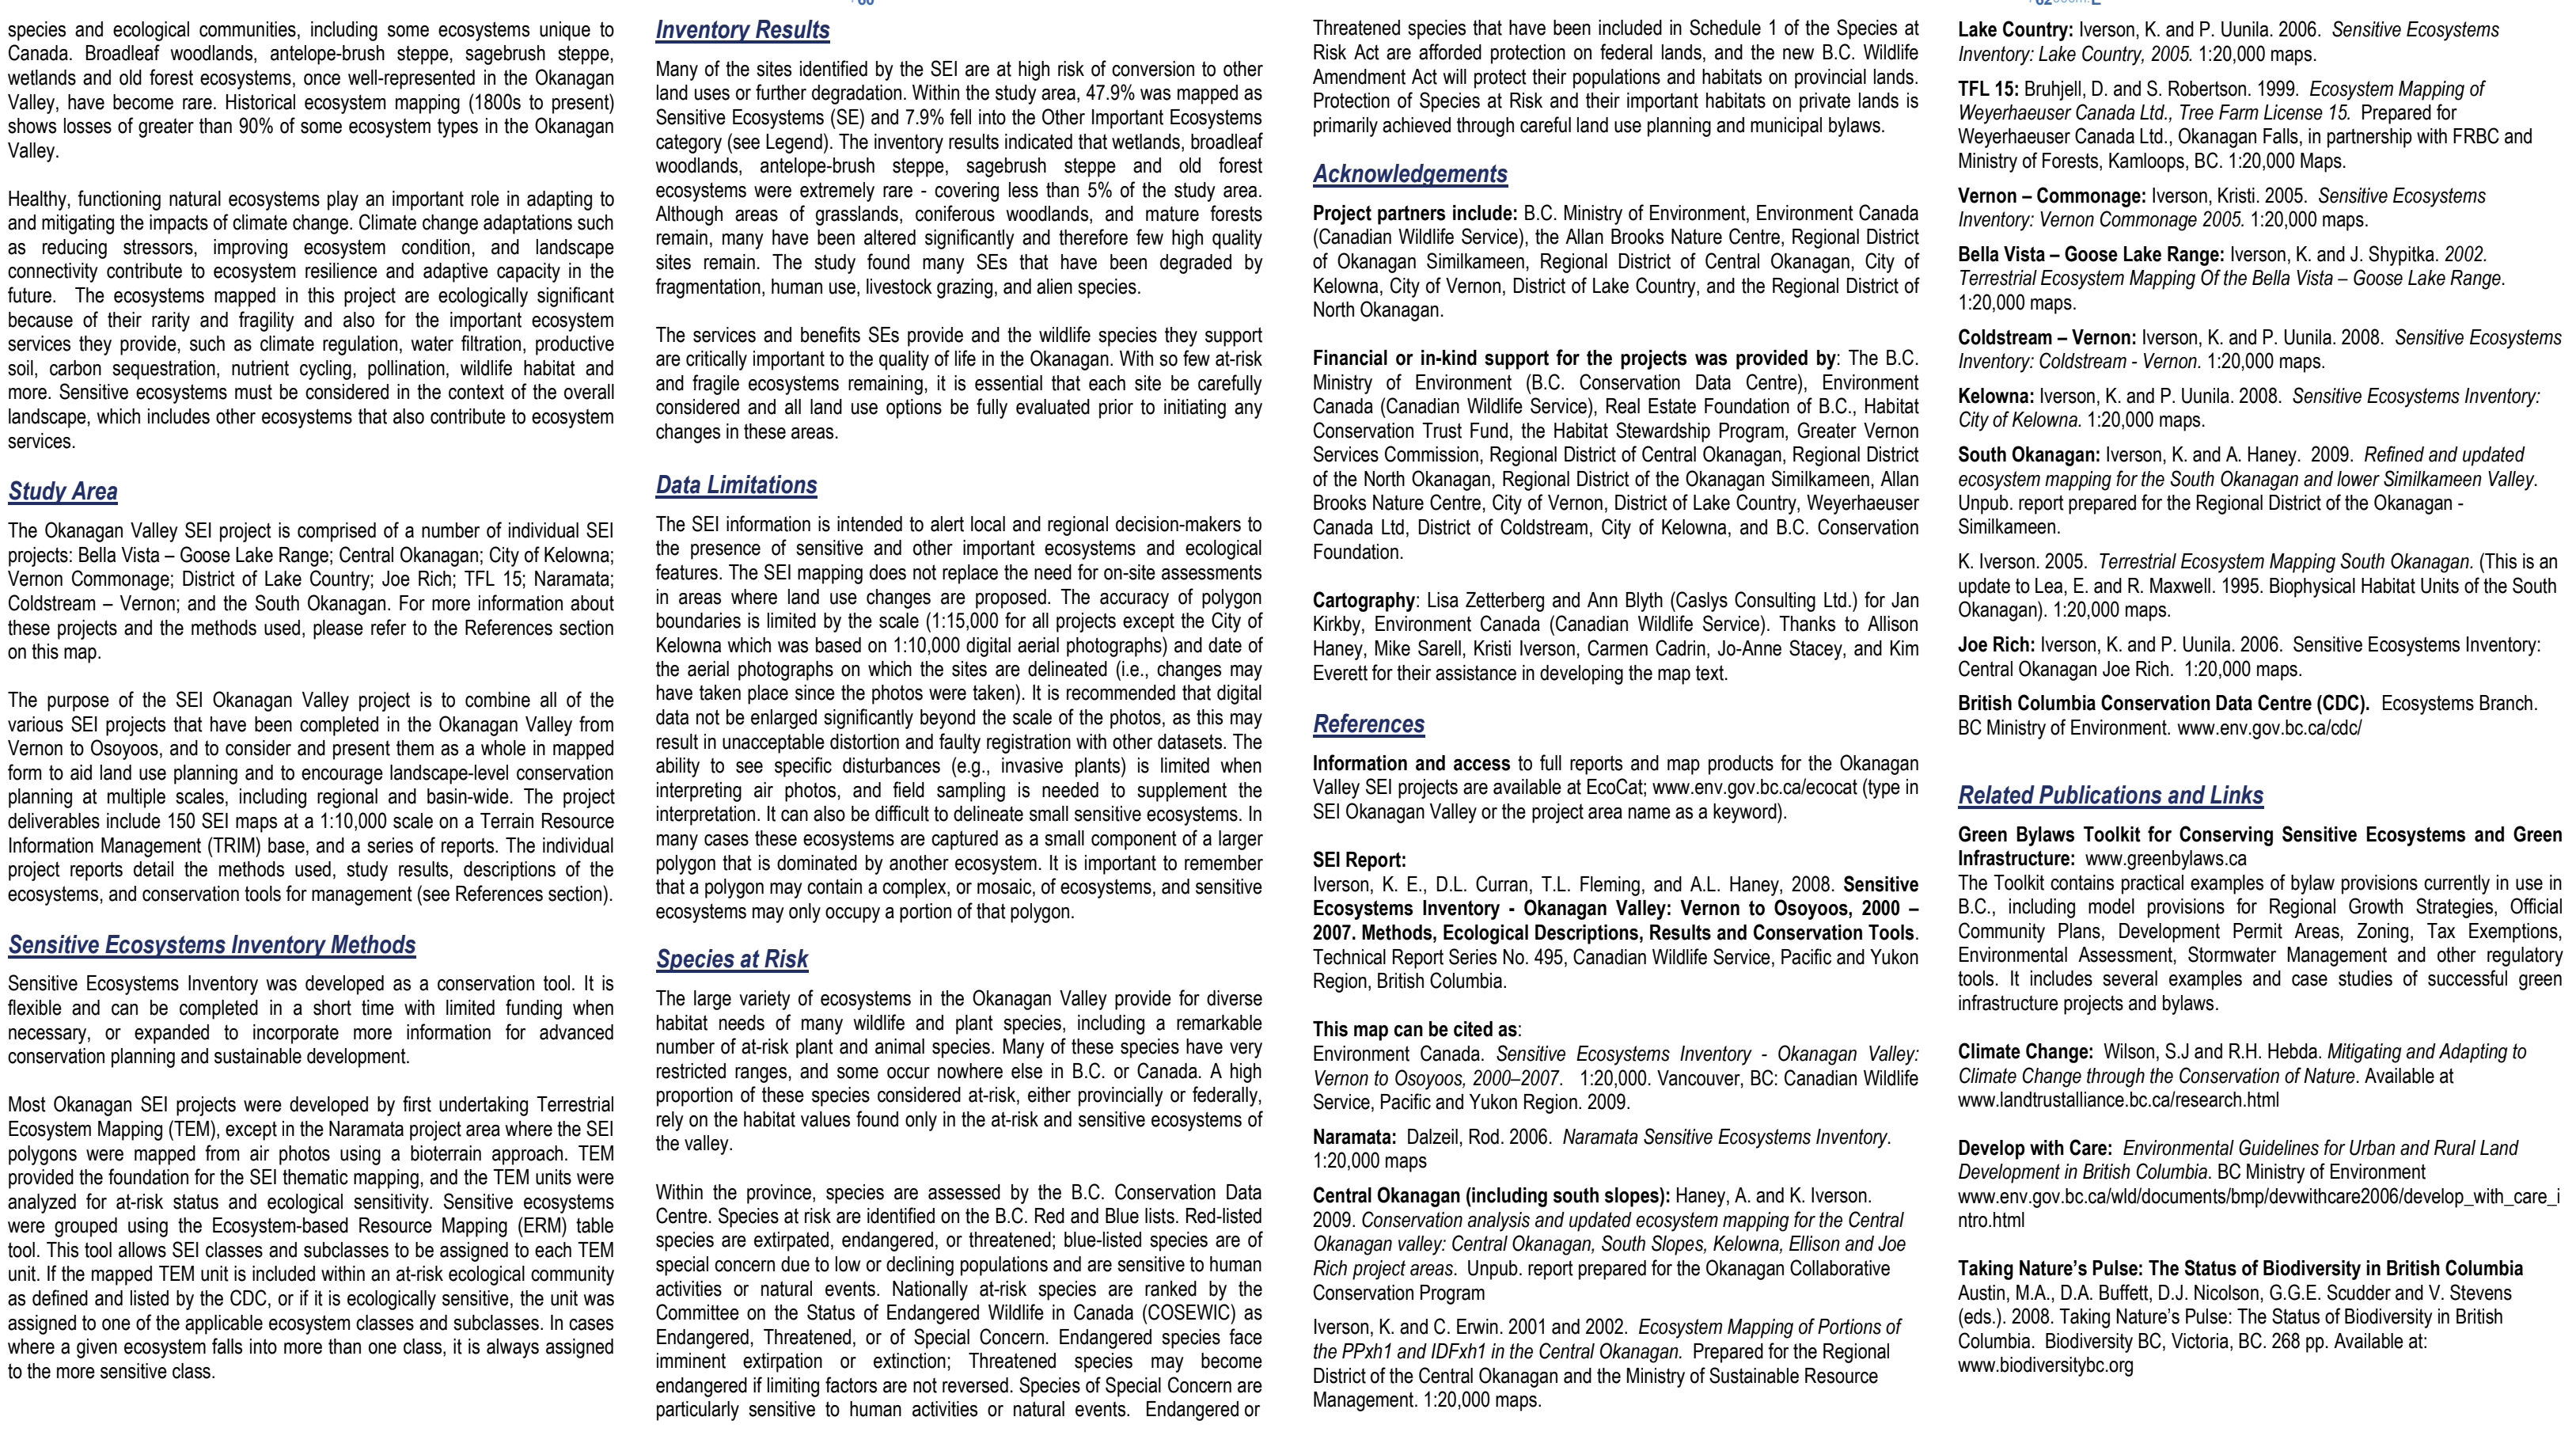 species and ecological communities, including some ecosystems unique to
Canada. Broadleaf woodlands, antelope-brush steppe, sagebrush steppe,
wetlands and old forest ecosystems, once well-represented in the Okanagan
Valley, have become rare. Historical ecosystem mapping (1800s to present)
shows losses of greater than 90% of some ecosystem types in the Okanagan
Valley.
Healthy, functioning natural ecosystems play an important role in adapting to
and mitigating the impacts of climate change. Climate change adaptations such
as reducing stressors, improving ecosystem condition, and landscape
connectivity contribute to ecosystem resilience and adaptive capacity in the
future. The ecosystems mapped in this project are ecologically significant
because of their rarity and fragility and also for the important ecosystem
services they provide, such as climate regulation, water filtration, productive
soil, carbon sequestration, nutrient cycling, pollination, wildlife habitat and
more. Sensitive ecosystems must be considered in the context of the overall
landscape, which includes other ecosystems that also contribute to ecosystem
services.
Study Area
The Okanagan Valley SEI project is comprised of a number of individual SEI
projects: Bella Vista – Goose Lake Range; Central Okanagan; City of Kelowna;
Vernon Commonage; District of Lake Country; Joe Rich; TFL 15; Naramata;
Coldstream – Vernon; and the South Okanagan. For more information about
these projects and the methods used, please refer to the References section
on this map.
The purpose of the SEI Okanagan Valley project is to combine all of the
various SEI projects that have been completed in the Okanagan Valley from
Vernon to Osoyoos, and to consider and present them as a whole in mapped
form to aid land use planning and to encourage landscape-level conservation
planning at multiple scales, including regional and basin-wide. The project
deliverables include 150 SEI maps at a 1:10,000 scale on a Terrain Resource
Information Management (TRIM) base, and a series of reports. The individual
project reports detail the methods used, study results, descriptions of the
ecosystems, and conservation tools for management (see References section).
Sensitive Ecosystems Inventory Methods
Sensitive Ecosystems Inventory was developed as a conservation tool. It is
flexible and can be completed in a short time with limited funding when
necessary, or expanded to incorporate more information for advanced
conservation planning and sustainable development.
Most Okanagan SEI projects were developed by first undertaking Terrestrial
Ecosystem Mapping (TEM), except in the Naramata project area where the SEI
polygons were mapped from air photos using a bioterrain approach. TEM
provided the foundation for the SEI thematic mapping, and the TEM units were
analyzed for at-risk status and ecological sensitivity. Sensitive ecosystems
were grouped using the Ecosystem-based Resource Mapping (ERM) table
tool. This tool allows SEI classes and subclasses to be assigned to each TEM
unit. If the mapped TEM unit is included within an at-risk ecological community
as defined and listed by the CDC, or if it is ecologically sensitive, the unit was
assigned to one of the applicable ecosystem classes and subclasses. In cases
where a given ecosystem falls into more than one class, it is always assigned
to the more sensitive class.
Inventory Results
Many of the sites identified by the SEI are at high risk of conversion to other
land uses or further degradation. Within the study area, 47.9% was mapped as
Sensitive Ecosystems (SE) and 7.9% fell into the Other Important Ecosystems
category (see Legend). The inventory results indicated that wetlands, broadleaf
woodlands, antelope-brush steppe, sagebrush steppe and old forest
ecosystems were extremely rare - covering less than 5% of the study area.
Although areas of grasslands, coniferous woodlands, and mature forests
remain, many have been altered significantly and therefore few high quality
sites remain. The study found many SEs that have been degraded by
fragmentation, human use, livestock grazing, and alien species.
The services and benefits SEs provide and the wildlife species they support
are critically important to the quality of life in the Okanagan. With so few at-risk
and fragile ecosystems remaining, it is essential that each site be carefully
considered and all land use options be fully evaluated prior to initiating any
changes in these areas.
Data Limitations
The SEI information is intended to alert local and regional decision-makers to
the presence of sensitive and other important ecosystems and ecological
features. The SEI mapping does not replace the need for on-site assessments
in areas where land use changes are proposed. The accuracy of polygon
boundaries is limited by the scale (1:15,000 for all projects except the City of
Kelowna which was based on 1:10,000 digital aerial photographs) and date of
the aerial photographs on which the sites are delineated (i.e., changes may
have taken place since the photos were taken). It is recommended that digital
data not be enlarged significantly beyond the scale of the photos, as this may
result in unacceptable distortion and faulty registration with other datasets. The
ability to see specific disturbances (e.g., invasive plants) is limited when
interpreting air photos, and field sampling is needed to supplement the
interpretation. It can also be difficult to delineate small sensitive ecosystems. In
many cases these ecosystems are captured as a small component of a larger
polygon that is dominated by another ecosystem. It is important to remember
that a polygon may contain a complex, or mosaic, of ecosystems, and sensitive
ecosystems may only occupy a portion of that polygon.
Species at Risk
The large variety of ecosystems in the Okanagan Valley provide for diverse
habitat needs of many wildlife and plant species, including a remarkable
number of at-risk plant and animal species. Many of these species have very
restricted ranges, and some occur nowhere else in B.C. or Canada. A high
proportion of these species considered at-risk, either provincially or federally,
rely on the habitat values found only in the at-risk and sensitive ecosystems of
the valley.
Within the province, species are assessed by the B.C. Conservation Data
Centre. Species at risk are identified on the B.C. Red and Blue lists. Red-listed
species are extirpated, endangered, or threatened; blue-listed species are of
special concern due to low or declining populations and are sensitive to human
activities or natural events. Nationally at-risk species are ranked by the
Committee on the Status of Endangered Wildlife in Canada (COSEWIC) as
Endangered, Threatened, or of Special Concern. Endangered species face
imminent extirpation or extinction; Threatened species may become
endangered if limiting factors are not reversed. Species of Special Concern are
particularly sensitive to human activities or natural events. Endangered or
Threatened species that have been included in Schedule 1 of the Species at
Risk Act are afforded protection on federal lands, and the new B.C. Wildlife
Amendment Act will protect their populations and habitats on provincial lands.
Protection of Species at Risk and their important habitats on private lands is
primarily achieved through careful land use planning and municipal bylaws.
Acknowledgements
Project partners include: B.C. Ministry of Environment, Environment Canada
(Canadian Wildlife Service), the Allan Brooks Nature Centre, Regional District
of Okanagan Similkameen, Regional District of Central Okanagan, City of
Kelowna, City of Vernon, District of Lake Country, and the Regional District of
North Okanagan.
Financial or in-kind support for the projects was provided by: The B.C.
Ministry of Environment (B.C. Conservation Data Centre), Environment
Canada (Canadian Wildlife Service), Real Estate Foundation of B.C., Habitat
Conservation Trust Fund, the Habitat Stewardship Program, Greater Vernon
Services Commission, Regional District of Central Okanagan, Regional District
of the North Okanagan, Regional District of the Okanagan Similkameen, Allan
Brooks Nature Centre, City of Vernon, District of Lake Country, Weyerhaeuser
Canada Ltd, District of Coldstream, City of Kelowna, and B.C. Conservation
Foundation.
Cartography: Lisa Zetterberg and Ann Blyth (Caslys Consulting Ltd.) for Jan
Kirkby, Environment Canada (Canadian Wildlife Service). Thanks to Allison
Haney, Mike Sarell, Kristi Iverson, Carmen Cadrin, Jo-Anne Stacey, and Kim
Everett for their assistance in developing the map text.
References
Information and access to full reports and map products for the Okanagan
Valley SEI projects are available at EcoCat; www.env.gov.bc.ca/ecocat (type in
SEI Okanagan Valley or the project area name as a keyword).
SEI Report:
Iverson, K. E., D.L. Curran, T.L. Fleming, and A.L. Haney, 2008. Sensitive
Ecosystems Inventory - Okanagan Valley: Vernon to Osoyoos, 2000 –
2007. Methods, Ecological Descriptions, Results and Conservation Tools.
Technical Report Series No. 495, Canadian Wildlife Service, Pacific and Yukon
Region, British Columbia.
This map can be cited as:
Environment Canada. Sensitive Ecosystems Inventory - Okanagan Valley:
Vernon to Osoyoos, 2000–2007. 1:20,000. Vancouver, BC: Canadian Wildlife
Service, Pacific and Yukon Region. 2009.
Naramata: Dalzeil, Rod. 2006. Naramata Sensitive Ecosystems Inventory.
1:20,000 maps
Central Okanagan (including south slopes): Haney, A. and K. Iverson.
2009. Conservation analysis and updated ecosystem mapping for the Central
Okanagan valley: Central Okanagan, South Slopes, Kelowna, Ellison and Joe
Rich project areas. Unpub. report prepared for the Okanagan Collaborative
Conservation Program
Iverson, K. and C. Erwin. 2001 and 2002. Ecosystem Mapping of Portions of
the PPxh1 and IDFxh1 in the Central Okanagan. Prepared for the Regional
District of the Central Okanagan and the Ministry of Sustainable Resource
Management. 1:20,000 maps.
Lake Country: Iverson, K. and P. Uunila. 2006. Sensitive Ecosystems
Inventory: Lake Country, 2005. 1:20,000 maps.
TFL 15: Bruhjell, D. and S. Robertson. 1999. Ecosystem Mapping of
Weyerhaeuser Canada Ltd., Tree Farm License 15. Prepared for
Weyerhaeuser Canada Ltd., Okanagan Falls, in partnership with FRBC and
Ministry of Forests, Kamloops, BC. 1:20,000 Maps.
Vernon – Commonage: Iverson, Kristi. 2005. Sensitive Ecosystems
Inventory: Vernon Commonage 2005. 1:20,000 maps.
Bella Vista – Goose Lake Range: Iverson, K. and J. Shypitka. 2002.
Terrestrial Ecosystem Mapping Of the Bella Vista – Goose Lake Range.
1:20,000 maps.
Coldstream – Vernon: Iverson, K. and P. Uunila. 2008. Sensitive Ecosystems
Inventory: Coldstream - Vernon. 1:20,000 maps.
Kelowna: Iverson, K. and P. Uunila. 2008. Sensitive Ecosystems Inventory:
City of Kelowna. 1:20,000 maps.
South Okanagan: Iverson, K. and A. Haney. 2009. Refined and updated
ecosystem mapping for the South Okanagan and lower Similkameen Valley.
Unpub. report prepared for the Regional District of the Okanagan -
Similkameen.
K. Iverson. 2005. Terrestrial Ecosystem Mapping South Okanagan. (This is an
update to Lea, E. and R. Maxwell. 1995. Biophysical Habitat Units of the South
Okanagan). 1:20,000 maps.
Joe Rich: Iverson, K. and P. Uunila. 2006. Sensitive Ecosystems Inventory:
Central Okanagan Joe Rich. 1:20,000 maps.
British Columbia Conservation Data Centre (CDC). Ecosystems Branch.
BC Ministry of Environment. www.env.gov.bc.ca/cdc/
Related Publications and Links
Green Bylaws Toolkit for Conserving Sensitive Ecosystems and Green
Infrastructure: www.greenbylaws.ca
The Toolkit contains practical examples of bylaw provisions currently in use in
B.C., including model provisions for Regional Growth Strategies, Official
Community Plans, Development Permit Areas, Zoning, Tax Exemptions,
Environmental Assessment, Stormwater Management and other regulatory
tools. It includes several examples and case studies of successful green
infrastructure projects and bylaws.
Climate Change: Wilson, S.J and R.H. Hebda. Mitigating and Adapting to
Climate Change through the Conservation of Nature. Available at
www.landtrustalliance.bc.ca/research.html
Develop with Care: Environmental Guidelines for Urban and Rural Land
Development in British Columbia. BC Ministry of Environment
www.env.gov.bc.ca/wld/documents/bmp/devwithcare2006/develop_with_care_i
ntro.html
Taking Nature's Pulse: The Status of Biodiversity in British Columbia
Austin, M.A., D.A. Buffett, D.J. Nicolson, G.G.E. Scudder and V. Stevens
(eds.). 2008. Taking Nature's Pulse: The Status of Biodiversity in British
Columbia. Biodiversity BC, Victoria, BC. 268 pp. Available at:
www.biodiversitybc.org